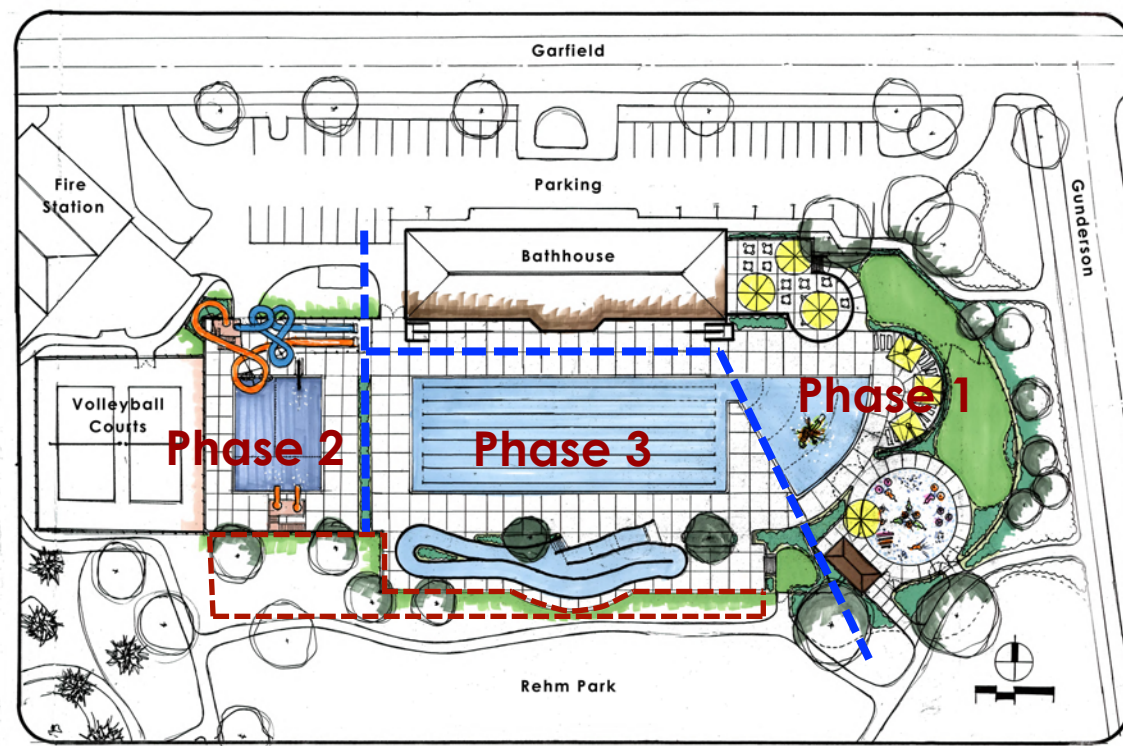 Garfield
Fire
Station
Parking
Gunderson
Bathhouse
Phase 1
Volleyball
Courts
Phase 2
Phase 3
Rehm Park